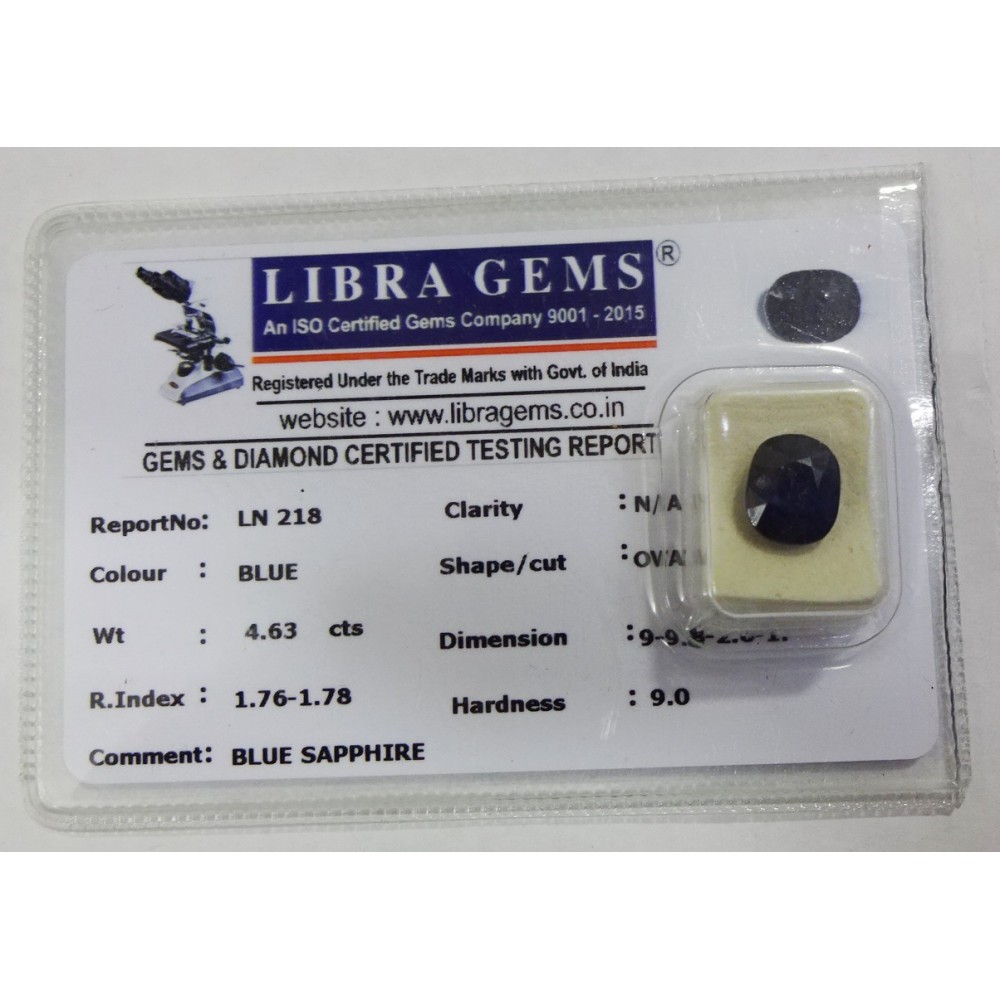 LIBRA GEMS ®
An ISO Certified Gems Company 9001 - 2015
Registered Under the Trade Marks with Govt. of India
website : www.libragems.co.in
GEMS & DIAMOND CERTIFIED TESTING REPORT
ReportNo: LN 218 Clarity : N/A
Colour : BLUE Shape/cut :
Wt : 4.63 cts Dimension :
R.Index : 1.76-1.78 Hardness : 9.0
Comment: BLUE SAPPHIRE